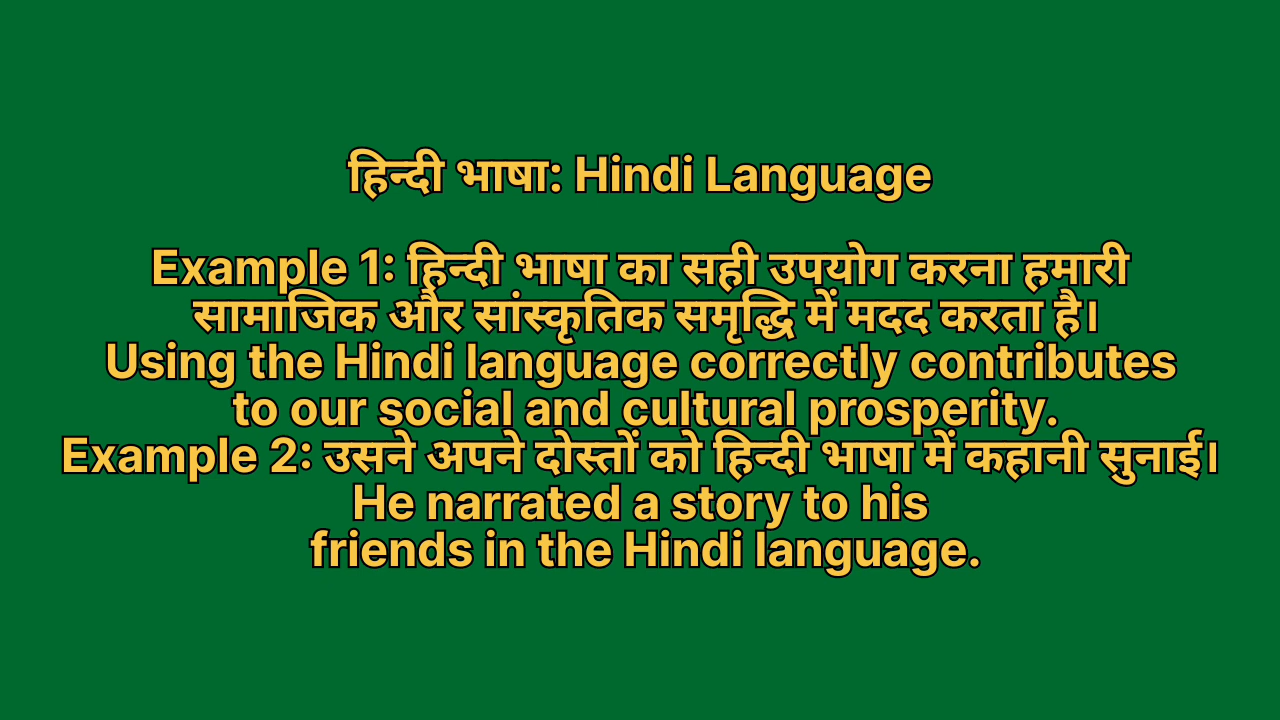 हिन्दी भाषा: Hindi Language
Example 1: हिन्दी भाषा का सही उपयोग करना हमारी
सामाजिक और सांस्कृतिक समृद्धि में मदद करता है।
Using the Hindi language correctly contributes
to our social and cultural prosperity.
Example 2: उसने अपने दोस्तों को हिन्दी भाषा में कहानी सुनाई।
He narrated a story to his
friends in the Hindi language.